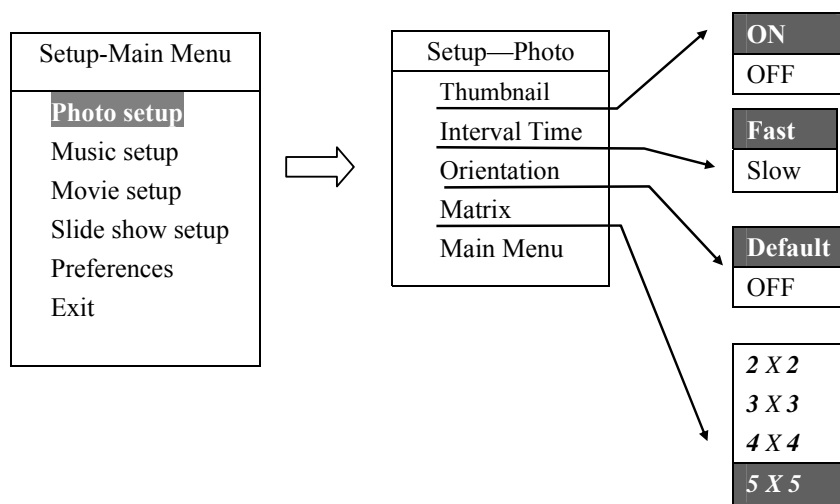 Setup-Main Menu
Photo setup
Music setup
Movie setup
Slide show setup
Preferences
Exit
Setup—Photo
Thumbnail
Interval Time
Orientation
Matrix
Main Menu
ON
OFF
Fast
Slow
Default
OFF
2 X 2
3 X 3
4 X 4
5 X 5